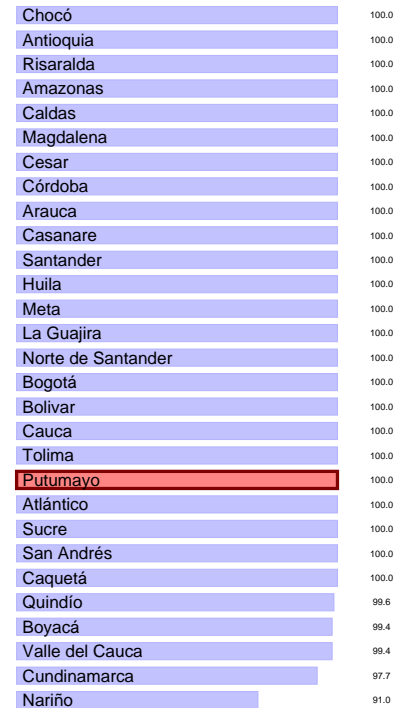 Chocó 100.0
Antioquia 100.0
Risaralda 100.0
Amazonas 100.0
Caldas 100.0
Magdalena 100.0
Cesar 100.0
Córdoba 100.0
Arauca 100.0
Casanare 100.0
Santander 100.0
Huila 100.0
Meta 100.0
La Guajira 100.0
Norte de Santander 100.0
Bogotá 100.0
Bolivar 100.0
Cauca 100.0
Tolima 100.0
Putumayo 100.0
Atlántico 100.0
Sucre 100.0
San Andrés 100.0
Caquetá 100.0
Quindío 99.6
Boyacá 99.4
Valle del Cauca 99.4
Cundinamarca 97.7
Nariño 91.0